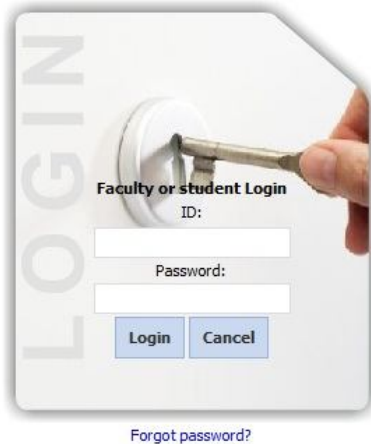 LOGIN
Faculty or student Login
ID:
Password:
Login Cancel
Forgot password?